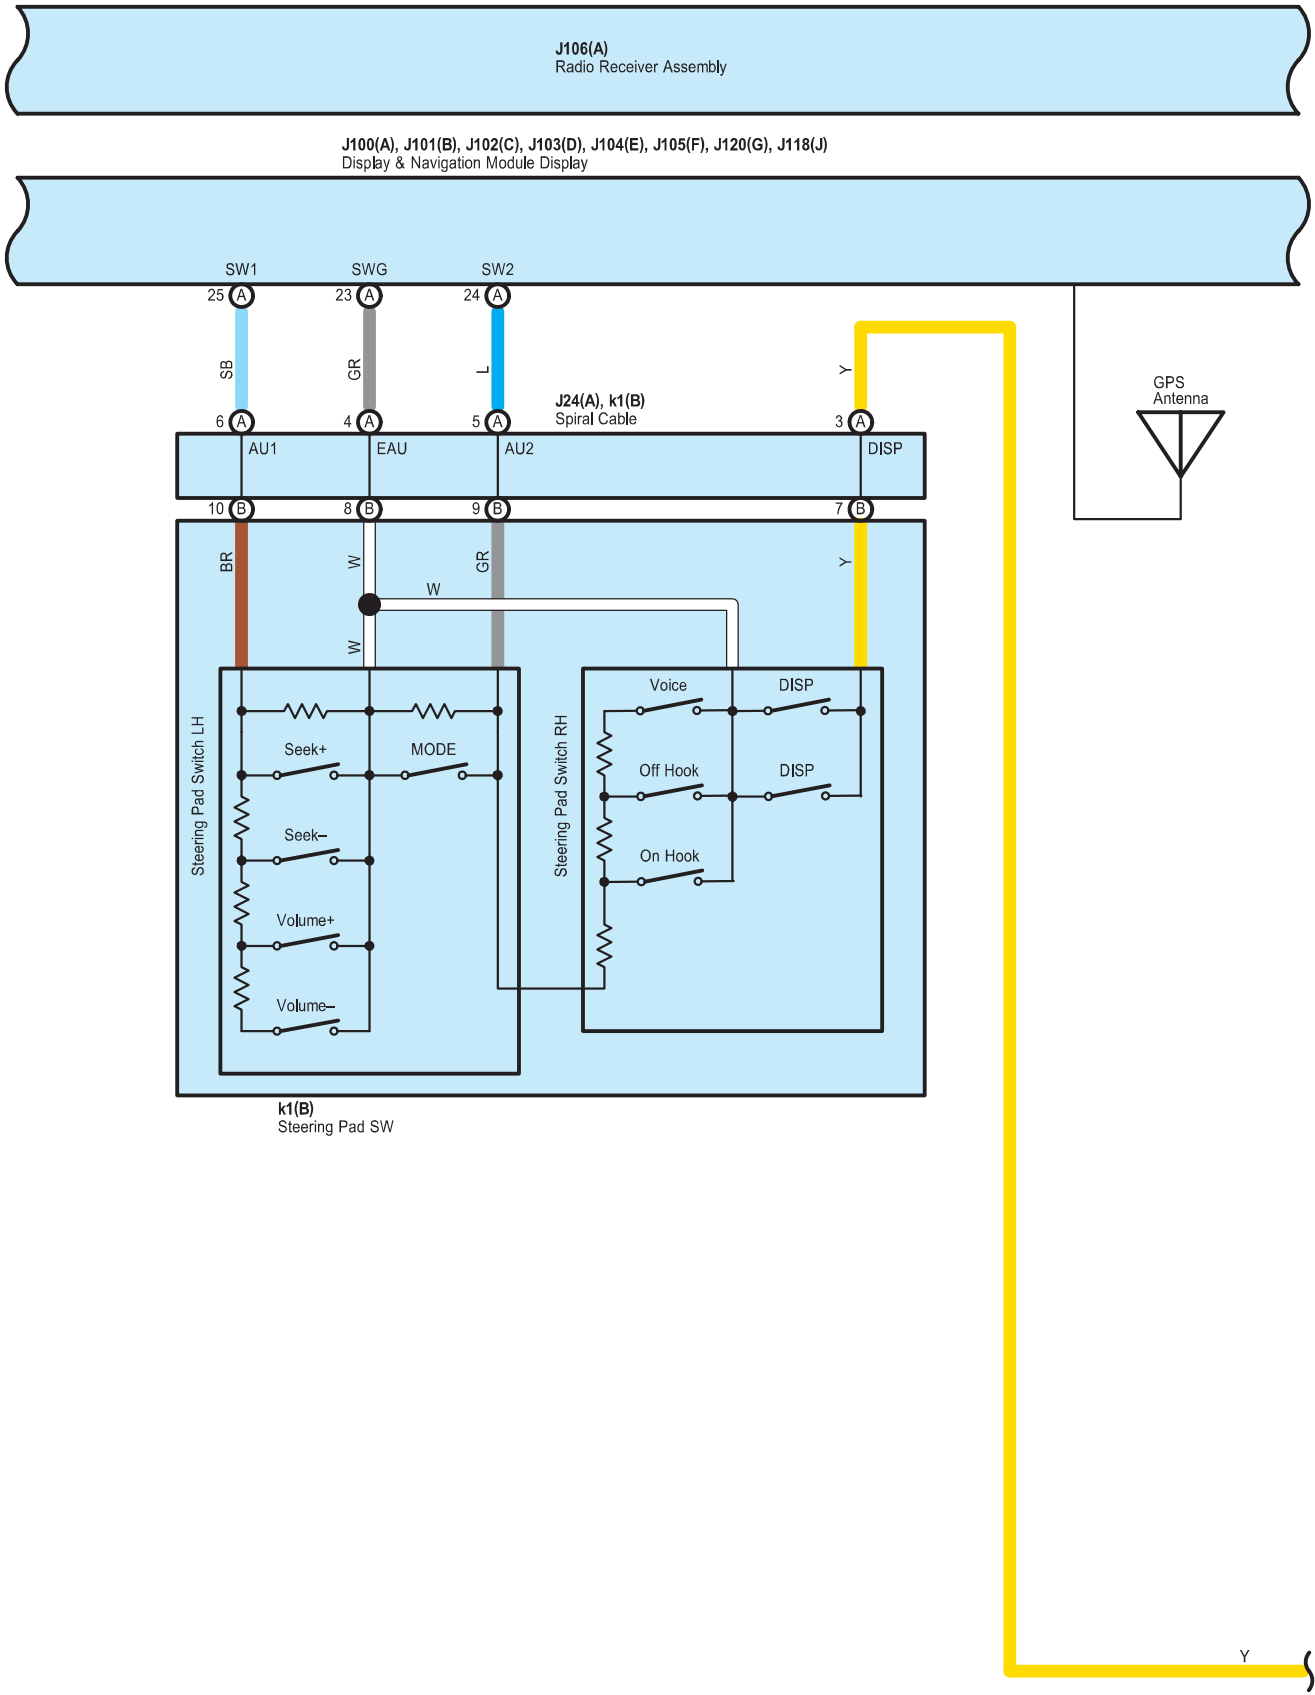 J106(A)
Radio Receiver Assembly
J100(A), J101(B), J102(C), J103(D), J104(E), J105(F), J120(G), J118(J)
Display & Navigation Module Display
SW1 SWG SW2
25 A 23 A 24 A
SB GR L Y
GPS
Antenna
J24(A), k1(B)
Spiral Cable
6 A 4 A 5 A 3 A
AU1 EAU AU2 DISP
10 B 8 B 9 B 7 B
BR W GR Y
W
W
Steering Pad Switch LH
Steering Pad Switch RH
Voice DISP
Seek+ MODE
Off Hook DISP
Seek–
On Hook
Volume+
Volume–
k1(B)
Steering Pad SW
Y